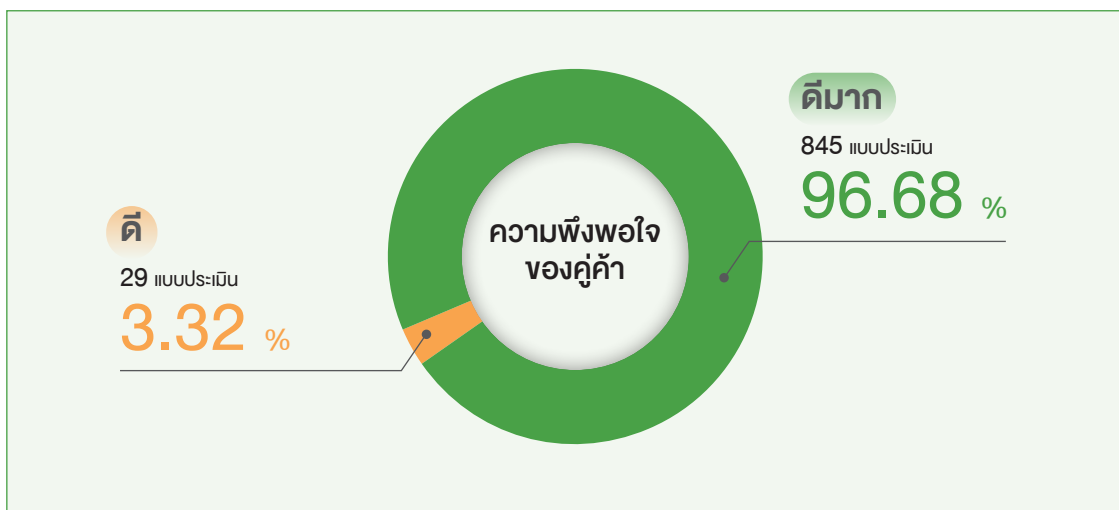 ดีมาก
845 แบบประเมิน
96.68 %
ความพึงพอใจ
ของคู่ค้า
ดี
29 แบบประเมิน
3.32 %